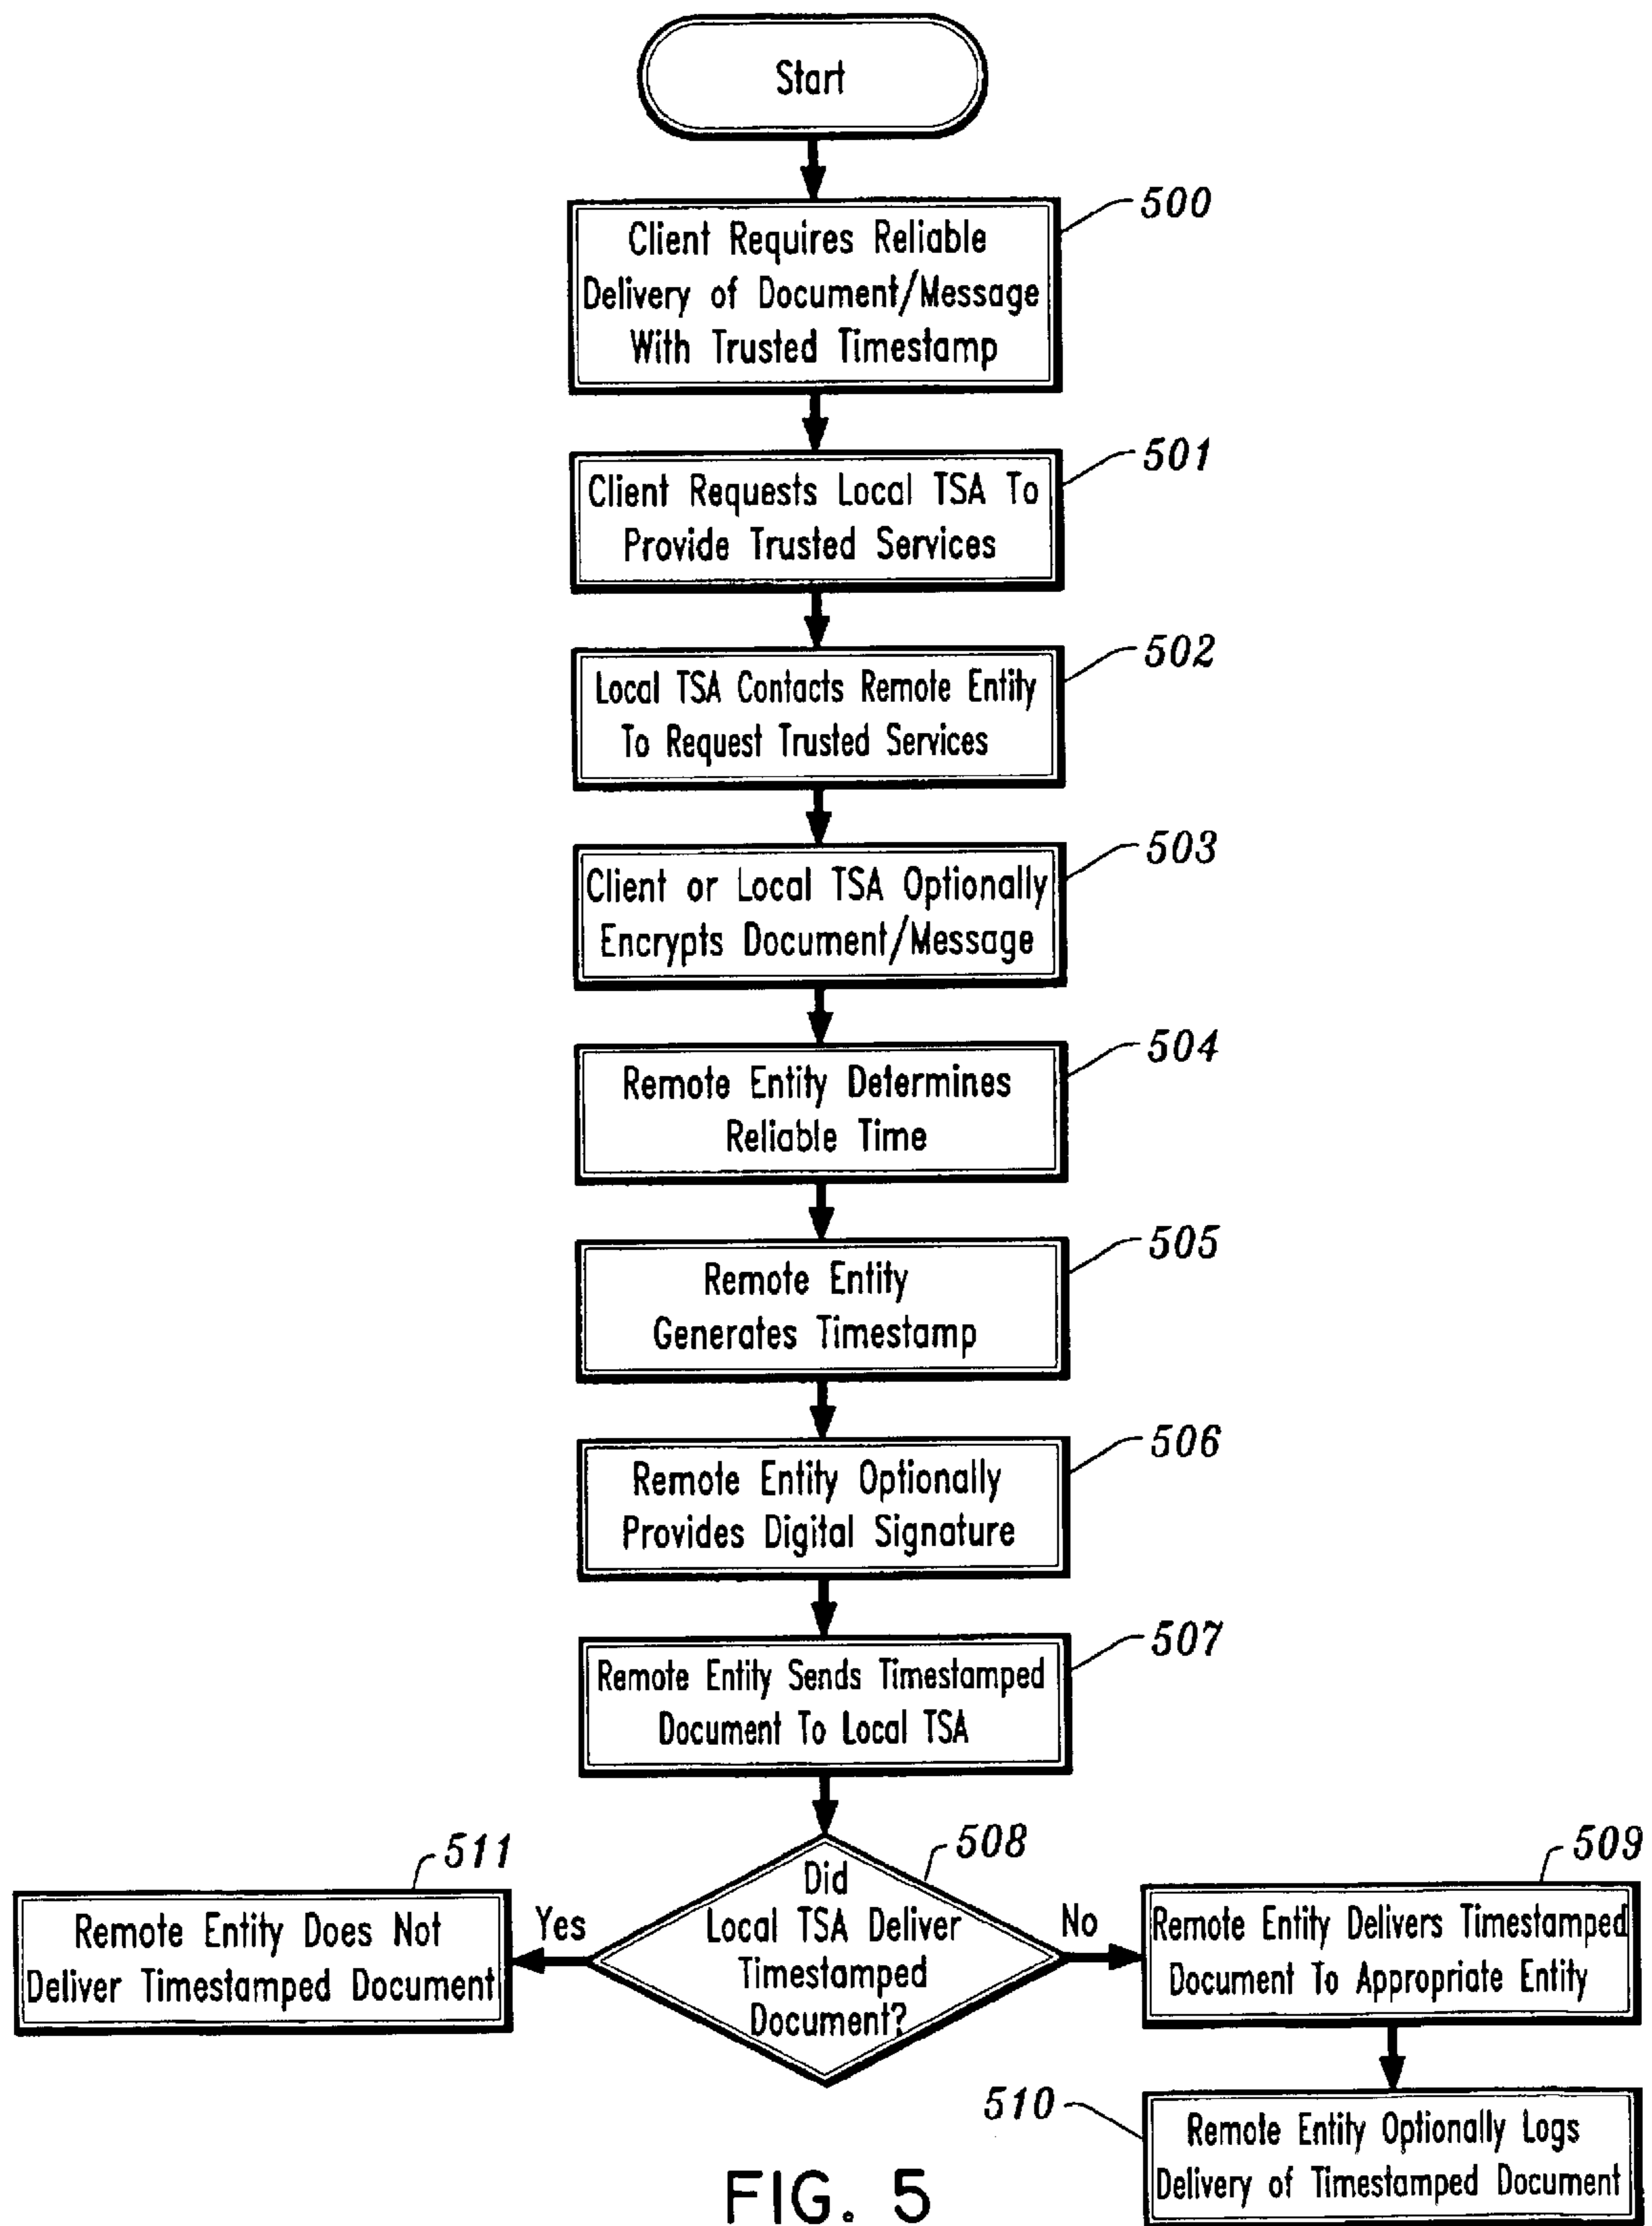 Start
500
Client Requires Reliable
Delivery of Document/Message
With Trusted Timestamp
501
Client Requests Local TSA To
Provide Trusted Services
502
Local TSA Contacts Remote Entity
To Request Trusted Services
503
Client or Local TSA Optionally
Encrypts Document/Message
504
Remote Entity Determines
Reliable Time
505
Remote Entity
Generates Timestamp
506
Remote Entity Optionally
Provides Digital Signature
507
Remote Entity Sends Timestamped
Document To Local TSA
508
Did
Local TSA Deliver
Timestamped
Document?
Yes
511
Remote Entity Does Not
Deliver Timestamped Document
No
509
Remote Entity Delivers Timestamped
Document To Appropriate Entity
510
Remote Entity Optionally Logs
Delivery of Timestamped Document
FIG. 5